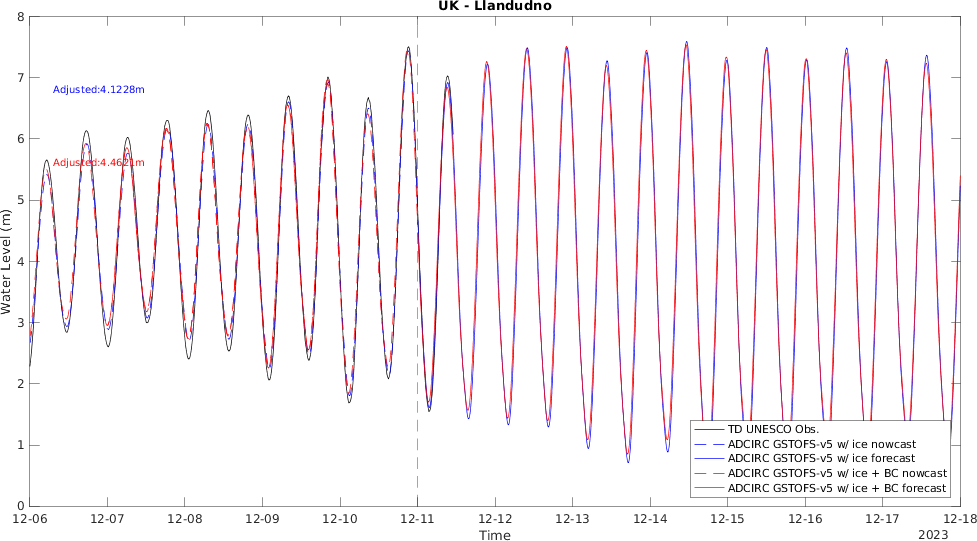 UK - Llandudno
8
7
6
5
4
3
2
1
0
Water Level (m)
Adjusted:4.1228m
Adjusted:4.4621m
TD UNESCO Obs.
ADCIRC GSTOFS-v5 w/ ice nowcast
ADCIRC GSTOFS-v5 w/ ice forecast
ADCIRC GSTOFS-v5 w/ ice + BC nowcast
ADCIRC GSTOFS-v5 w/ ice + BC forecast
12-06 12-07 12-08 12-09 12-10 12-11 12-12 12-13 12-14 12-15 12-16 12-17 12-18
Time
2023